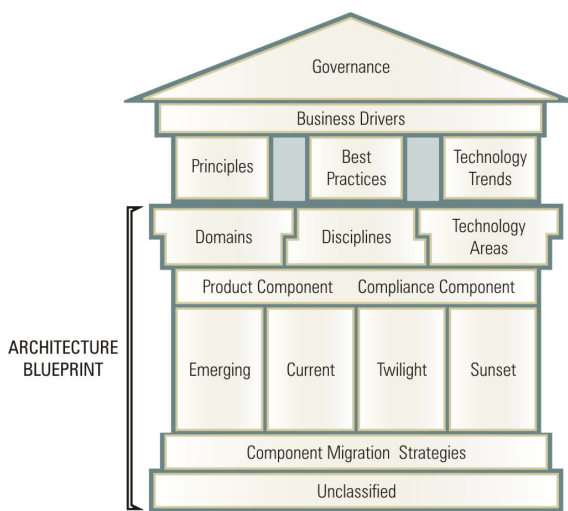 Governance
Business Drivers
Principles
Best
Practices
Technology
Trends
Domains
Disciplines
Technology
Areas
Product Component Compliance Component
ARCHITECTURE
BLUEPRINT
Emerging
Current
Twilight
Sunset
Component Migration Strategies
Unclassified